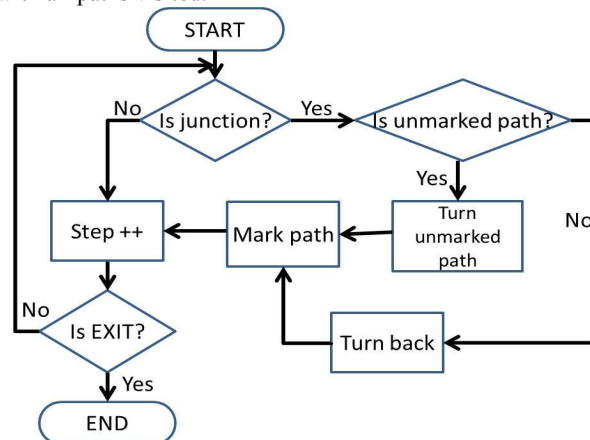 START
No
Is junction?
Yes
Is unmarked path?
Yes
Step ++
Mark path
Turn
unmarked
path
No
No
Is EXIT?
Turn back
Yes
END